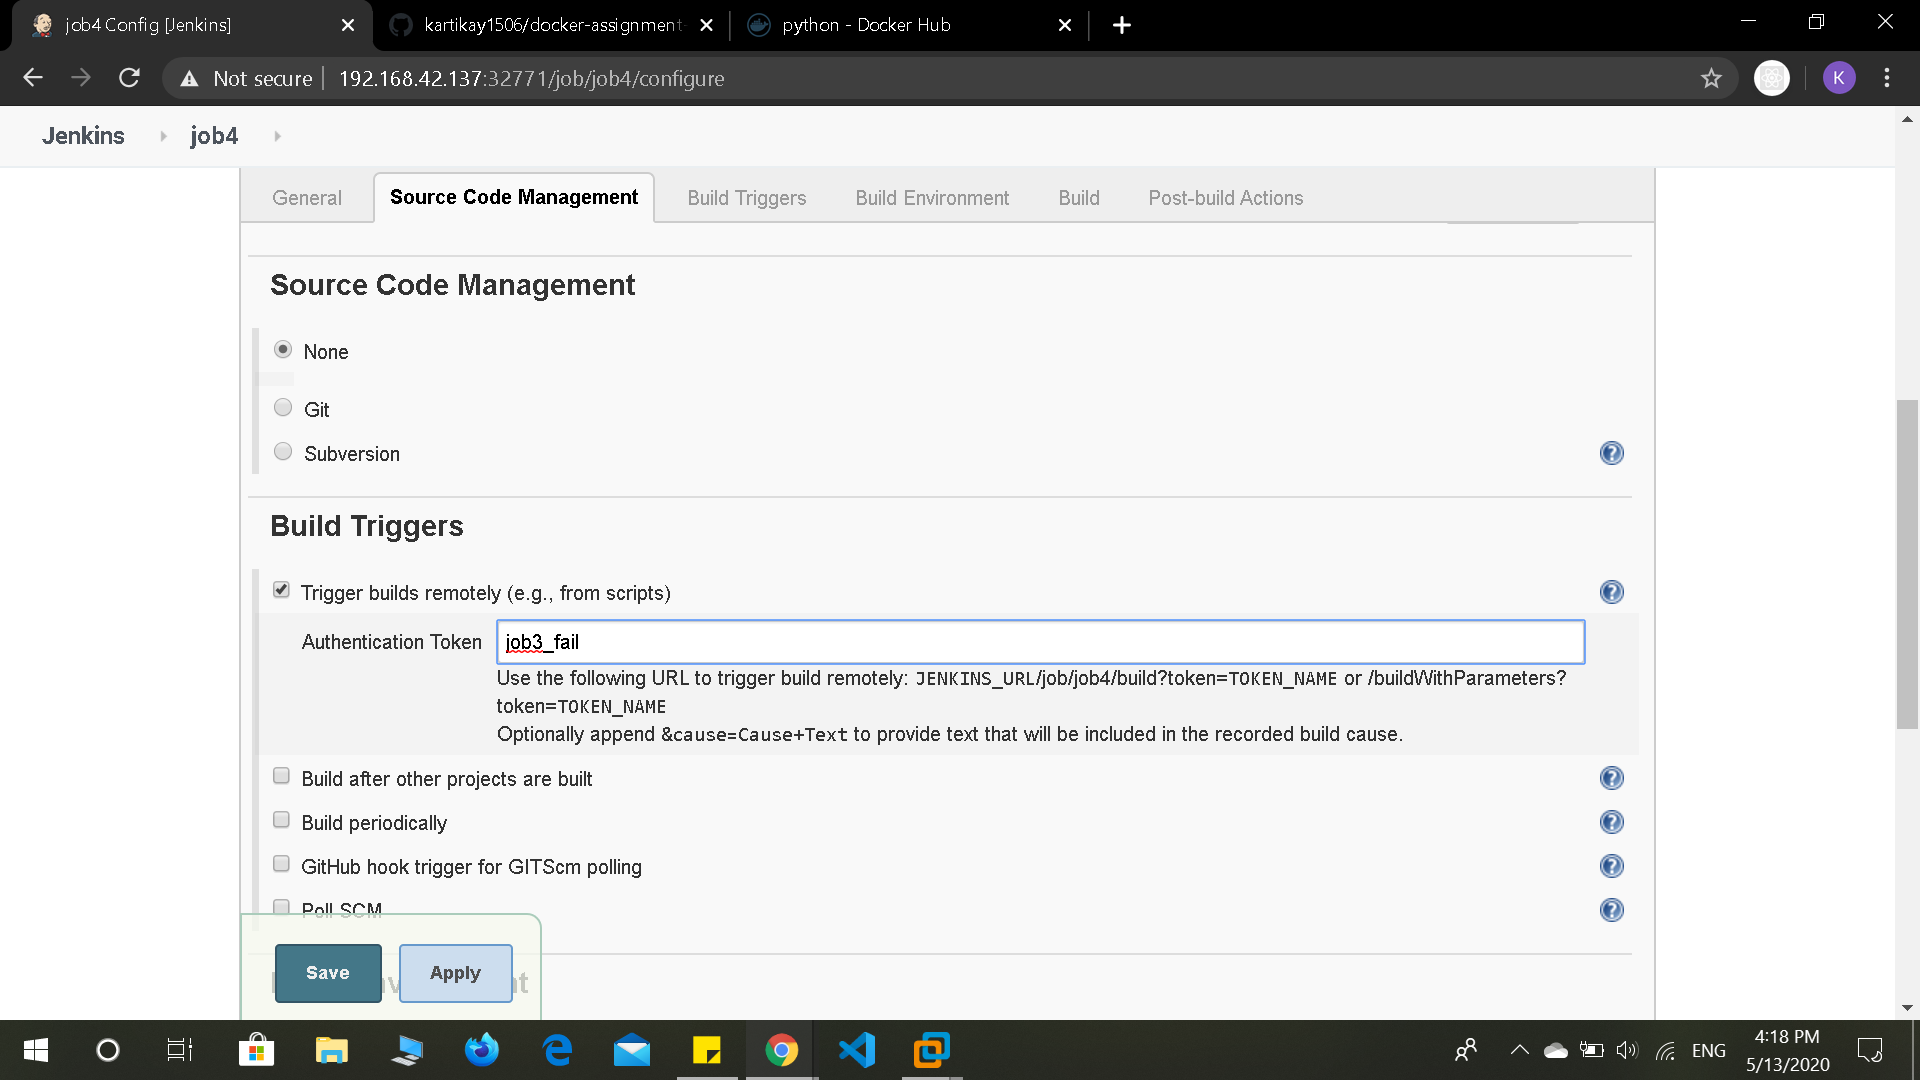 job4 Config [Jenkins]
kartikay1506/docker-assignment-
python - Docker Hub
Not secure
192.168.42.137:32771/job/job4/configure
K
Jenkins
job4
General
Source Code Management
Build Triggers
Build Environment
Build
Post-build Actions
Source Code Management
None
Git
Subversion
Build Triggers
Trigger builds remotely (e.g., from scripts)
Authentication Token
job3_fail
Use the following URL to trigger build remotely: JENKINS_URL/job/job4/build?token=TOKEN_NAME or /buildWithParameters?
token=TOKEN_NAME
Optionally append &cause=Cause+Text to provide text that will be included in the recorded build cause.
Build after other projects are built
Build periodically
GitHub hook trigger for GITScm polling
Poll SCM
Save
Apply
ENG
4:18 PM
5/13/2020